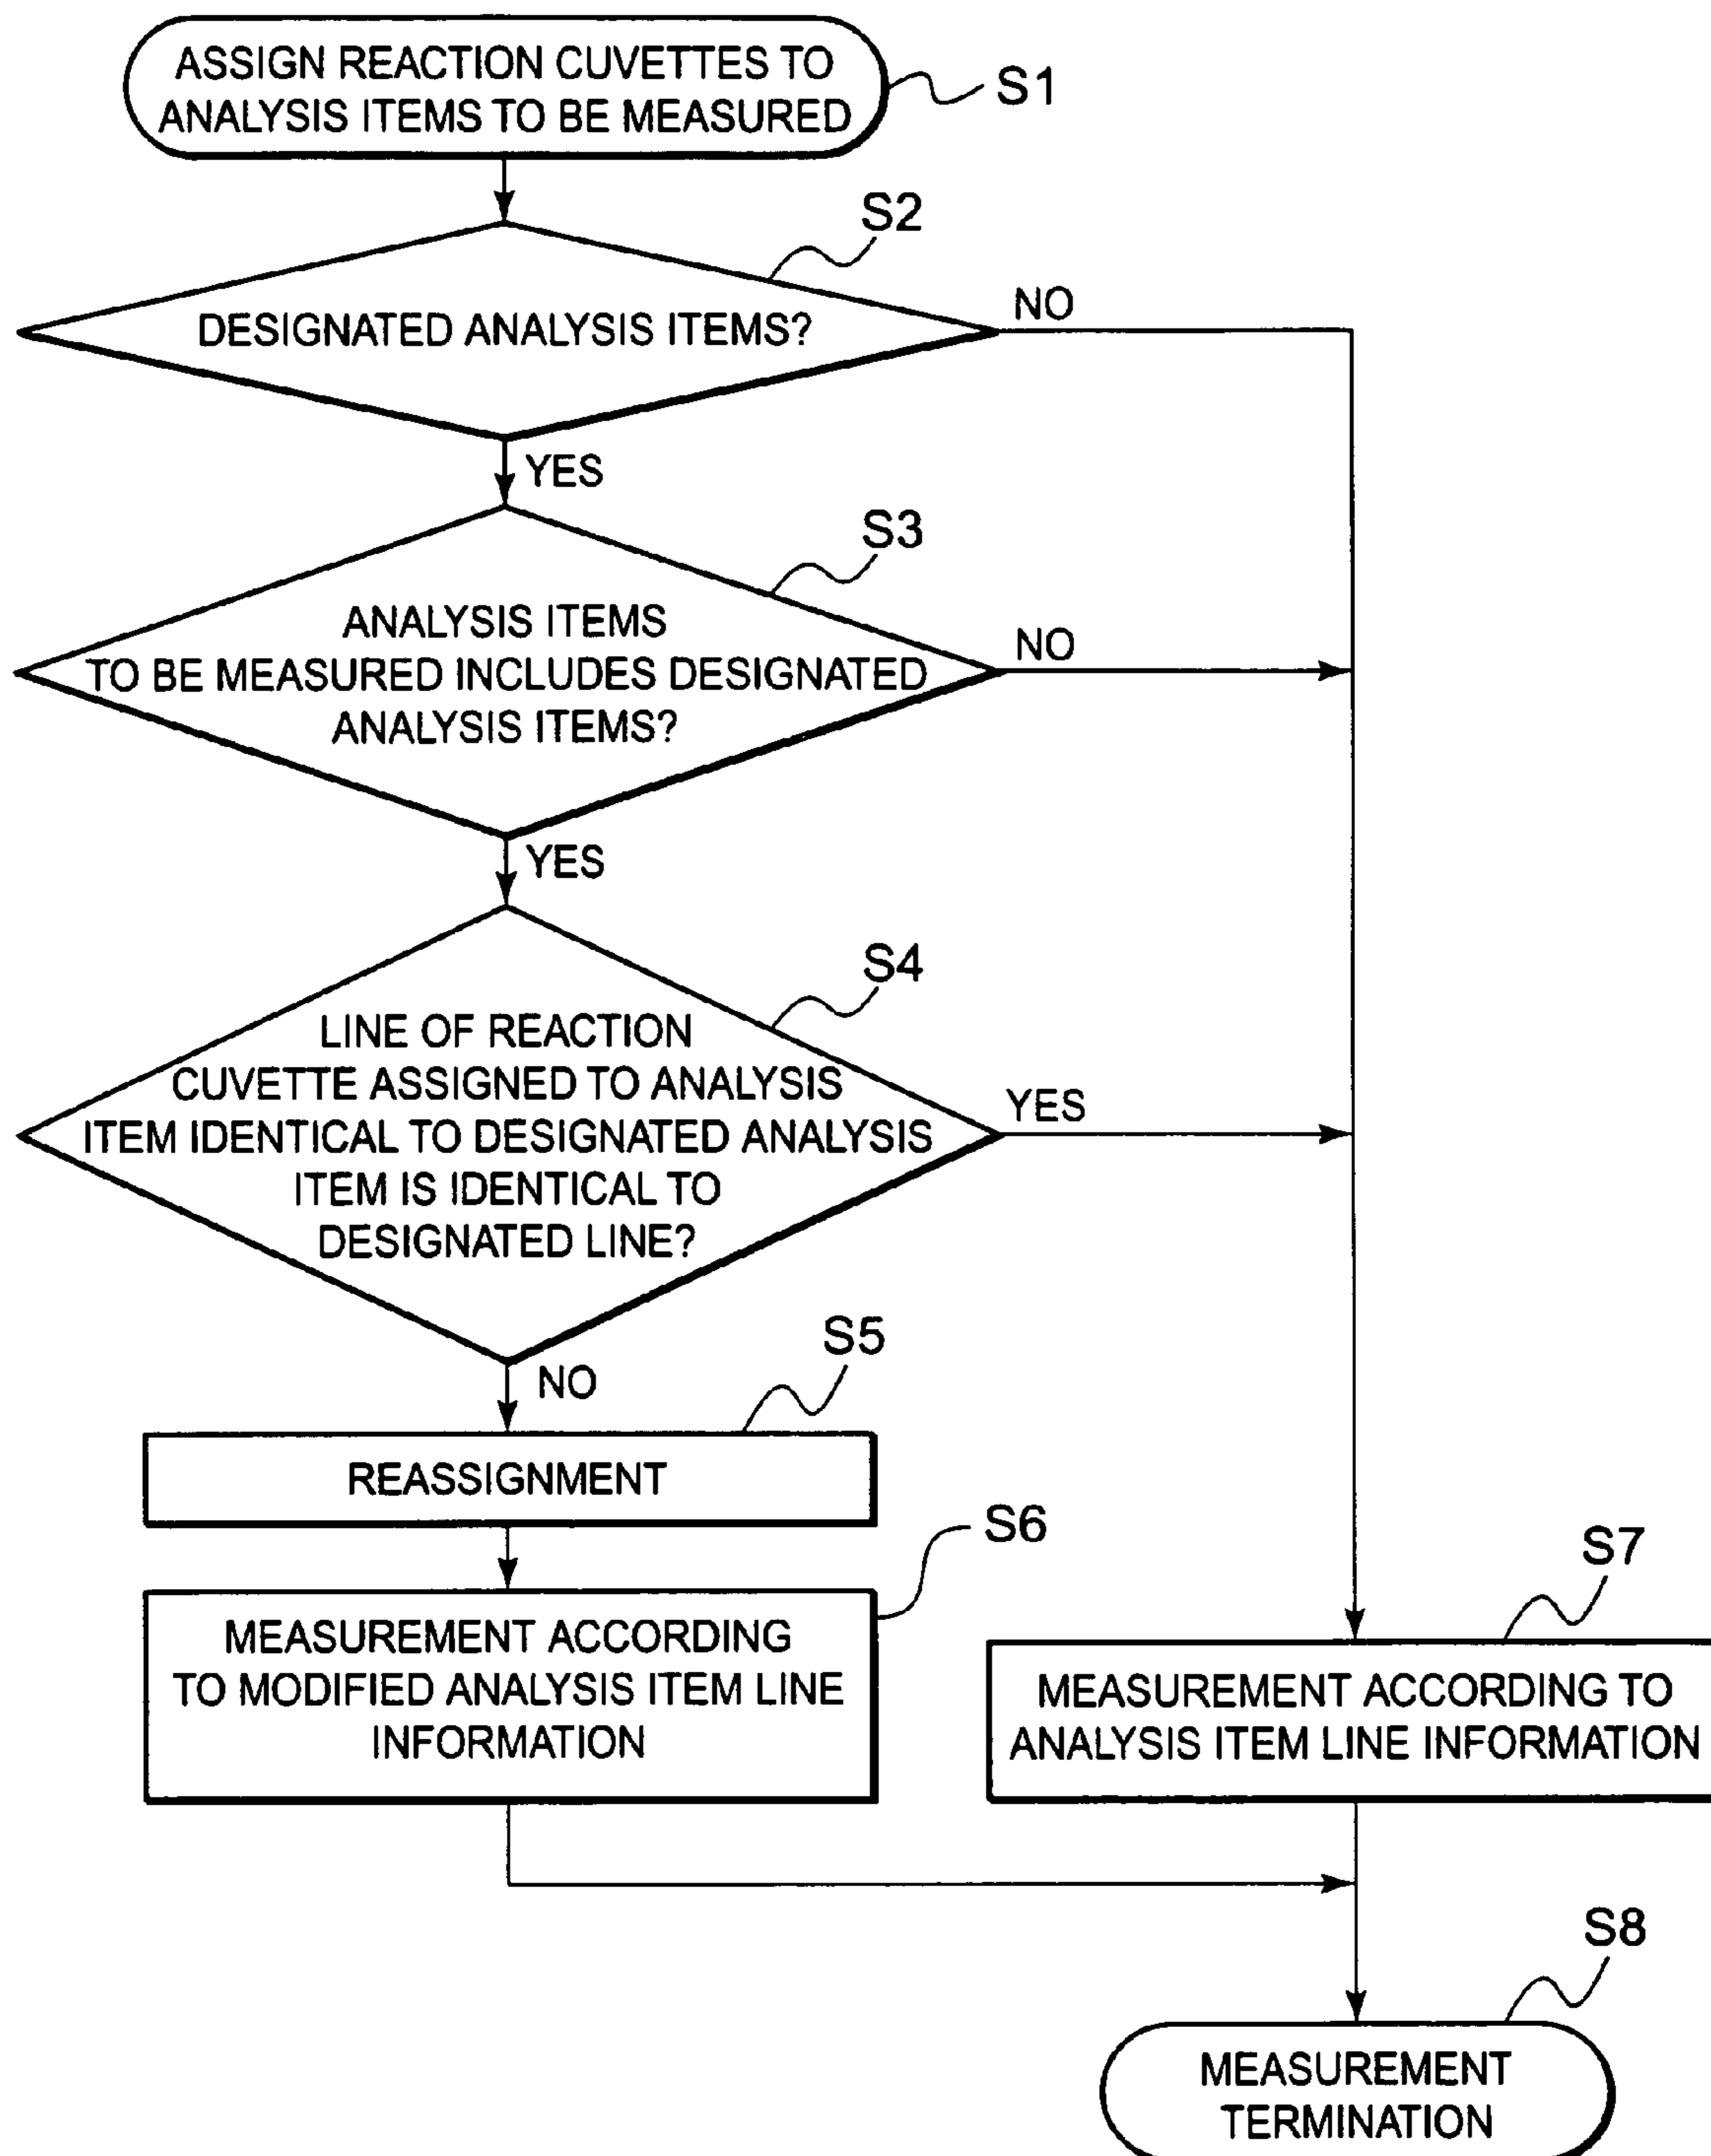 ASSIGN REACTION CUVETTES TO
ANALYSIS ITEMS TO BE MEASURED
S1
S2
DESIGNATED ANALYSIS ITEMS?
NO
YES
S3
ANALYSIS ITEMS
TO BE MEASURED INCLUDES DESIGNATED
ANALYSIS ITEMS?
NO
YES
S4
LINE OF REACTION
CUVETTE ASSIGNED TO ANALYSIS
ITEM IDENTICAL TO DESIGNATED ANALYSIS
ITEM IS IDENTICAL TO
DESIGNATED LINE?
YES
NO
S5
REASSIGNMENT
S6
MEASUREMENT ACCORDING
TO MODIFIED ANALYSIS ITEM LINE
INFORMATION
S7
MEASUREMENT ACCORDING TO
ANALYSIS ITEM LINE INFORMATION
S8
MEASUREMENT
TERMINATION